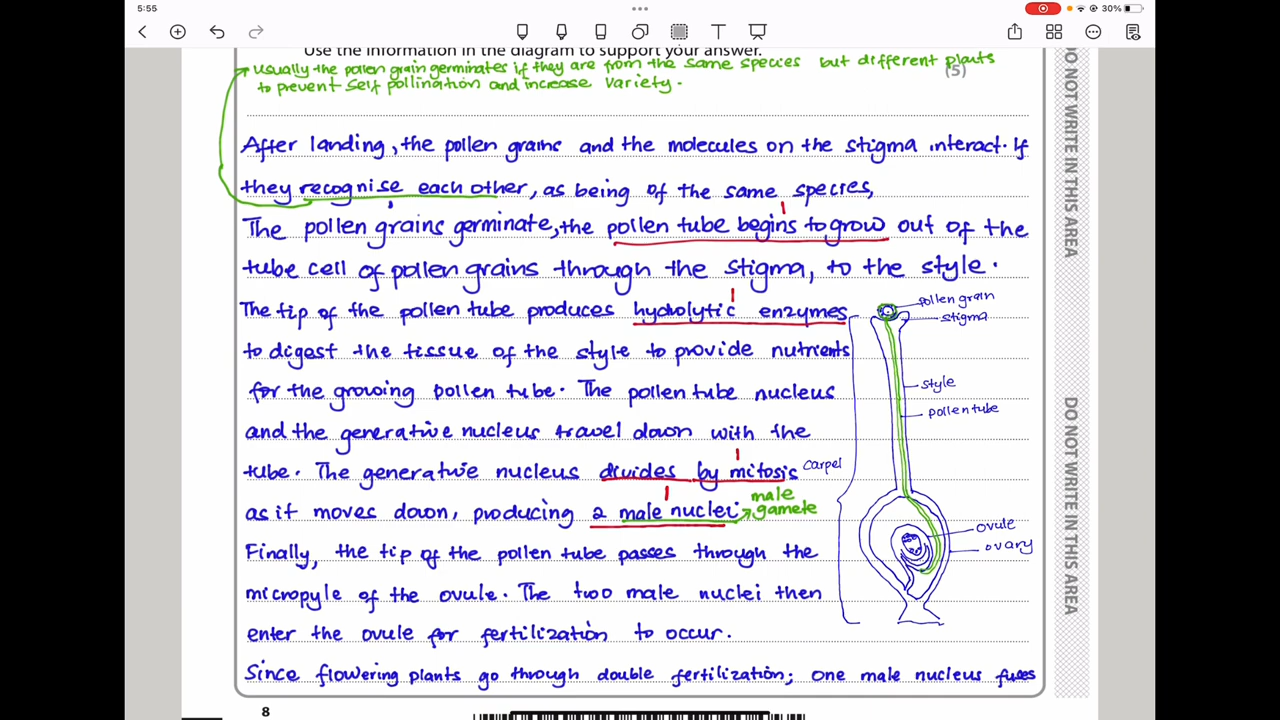 5:55
30%
Use the information in the diagram to support your answer.
(5)
usually the pollen grain germinates if they are from the same species but different plants
to prevent self pollination and increase variety.
After landing, the pollen grains and the molecules on the stigma interact. If
they recognise each other, as being of the same species,
The pollen grains germinate, the pollen tube begins to grow out of the
tube cell of pollen grains through the stigma, to the style.
The tip of the pollen tube produces hydrolytic enzymes
to digest the tissue of the style to provide nutrients
for the growing pollen tube. The pollen tube nucleus
and the generative nucleus travel down with the
tube. The generative nucleus divides by mitosis
as it moves down, producing 2 male nuclei
male
gamete
Finally, the tip of the pollen tube passes through the
micropyle of the ovule. The two male nuclei then
enter the ovule for fertilization to occur.
Since flowering plants go through double fertilization; one male nucleus fuses
pollen grain
stigma
style
pollen tube
carpel
ovule
ovary
DO NOT WRITE IN THIS AREA
DO NOT WRITE IN THIS AREA
8